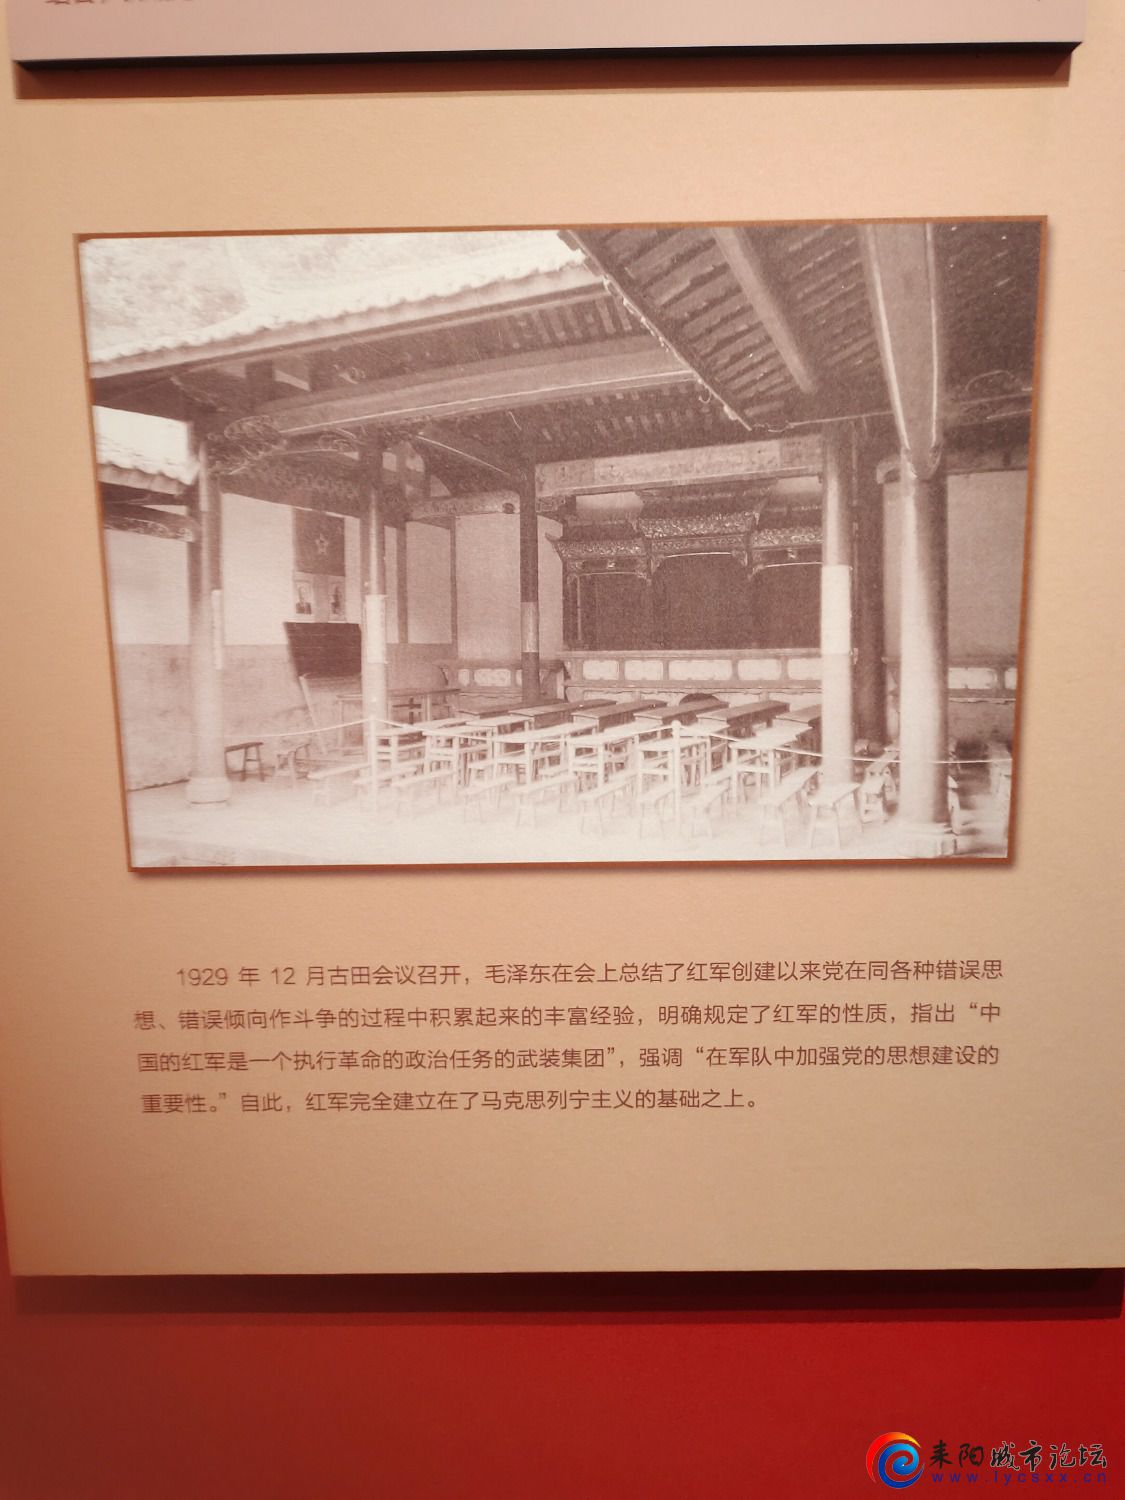 1929 年 12 月古田会议召开，毛泽东在会上总结了红军创建以来党在同各种错误思
想、错误倾向作斗争的过程中积累起来的丰富经验，明确规定了红军的性质，指出“中
国的红军是一个执行革命的政治任务的武装集团”，强调“在军队中加强党的思想建设的
重要性。”自此，红军完全建立在了马克思列宁主义的基础之上。
耒阳城市论坛
www.lycsxx.cn